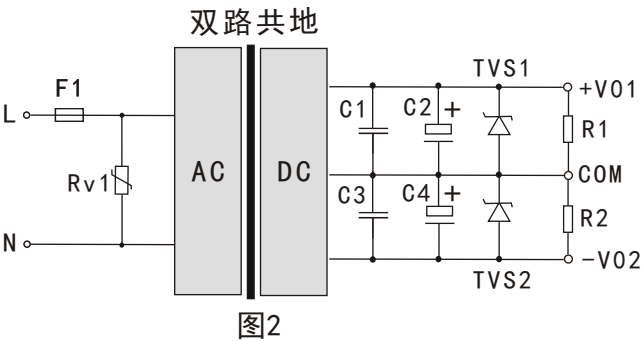 双路共地
TVS1
F1
+VO1
C1
C2
+
L
R1
AC
DC
COM
Rv1
C3
C4
+
R2
N
-VO2
TVS2
图2